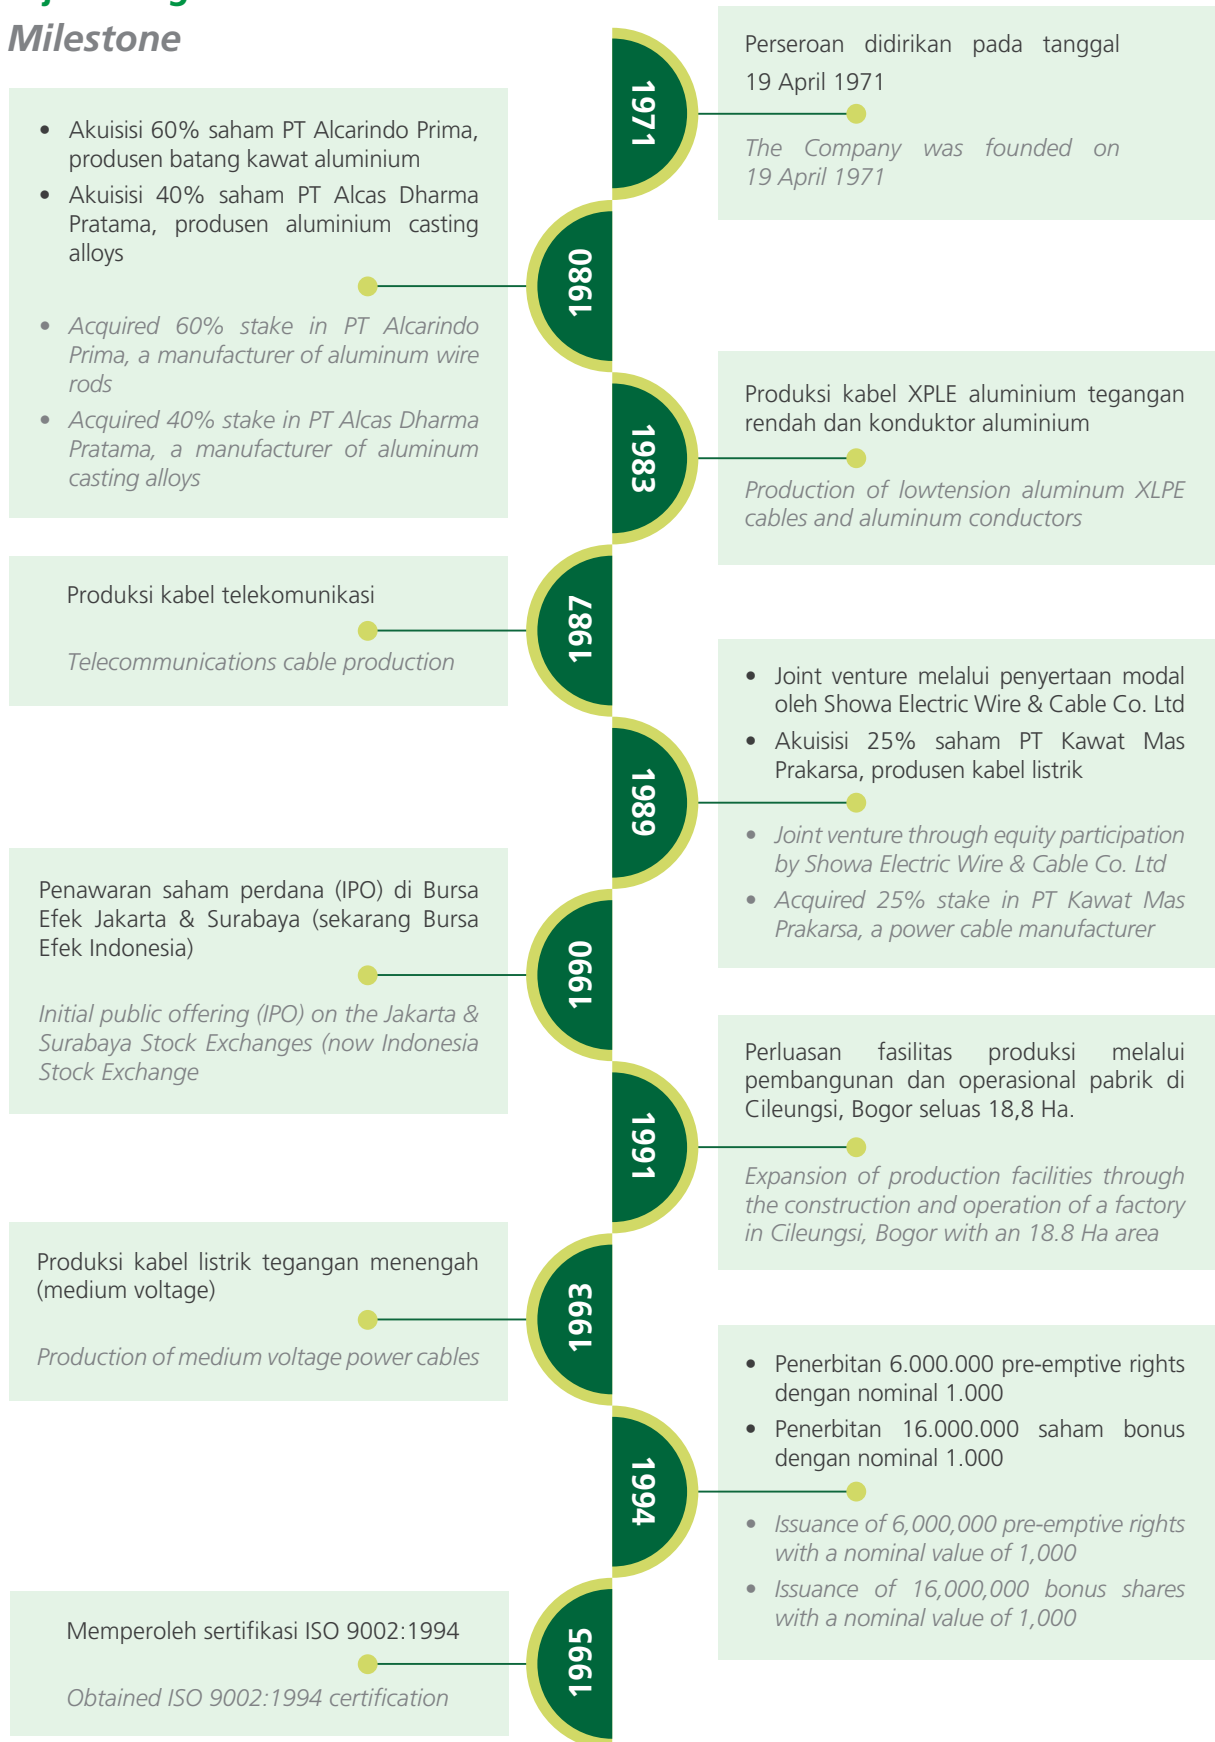 Milestone
1971
Perseroan didirikan pada tanggal
19 April 1971
The Company was founded on
19 April 1971
1980
• Akuisisi 60% saham PT Alcarindo Prima,
produsen batang kawat aluminium
• Akuisisi 40% saham PT Alcas Dharma
Pratama, produsen aluminium casting
alloys
• Acquired 60% stake in PT Alcarindo
Prima, a manufacturer of aluminum wire
rods
• Acquired 40% stake in PT Alcas Dharma
Pratama, a manufacturer of aluminum
casting alloys
1983
Produksi kabel XPLE aluminium tegangan
rendah dan konduktor aluminium
Production of lowtension aluminum XLPE
cables and aluminum conductors
1987
Produksi kabel telekomunikasi
Telecommunications cable production
1989
• Joint venture melalui penyertaan modal
oleh Showa Electric Wire & Cable Co. Ltd
• Akuisisi 25% saham PT Kawat Mas
Prakarsa, produsen kabel listrik
• Joint venture through equity participation
by Showa Electric Wire & Cable Co. Ltd
• Acquired 25% stake in PT Kawat Mas
Prakarsa, a power cable manufacturer
1990
Penawaran saham perdana (IPO) di Bursa
Efek Jakarta & Surabaya (sekarang Bursa
Efek Indonesia)
Initial public offering (IPO) on the Jakarta &
Surabaya Stock Exchanges (now Indonesia
Stock Exchange
1991
Perluasan fasilitas produksi melalui
pembangunan dan operasional pabrik di
Cileungsi, Bogor seluas 18,8 Ha.
Expansion of production facilities through
the construction and operation of a factory
in Cileungsi, Bogor with an 18.8 Ha area
1993
Produksi kabel listrik tegangan menengah
(medium voltage)
Production of medium voltage power cables
1994
• Penerbitan 6.000.000 pre-emptive rights
dengan nominal 1.000
• Penerbitan 16.000.000 saham bonus
dengan nominal 1.000
• Issuance of 6,000,000 pre-emptive rights
with a nominal value of 1,000
• Issuance of 16,000,000 bonus shares
with a nominal value of 1,000
1995
Memperoleh sertifikasi ISO 9002:1994
Obtained ISO 9002:1994 certification